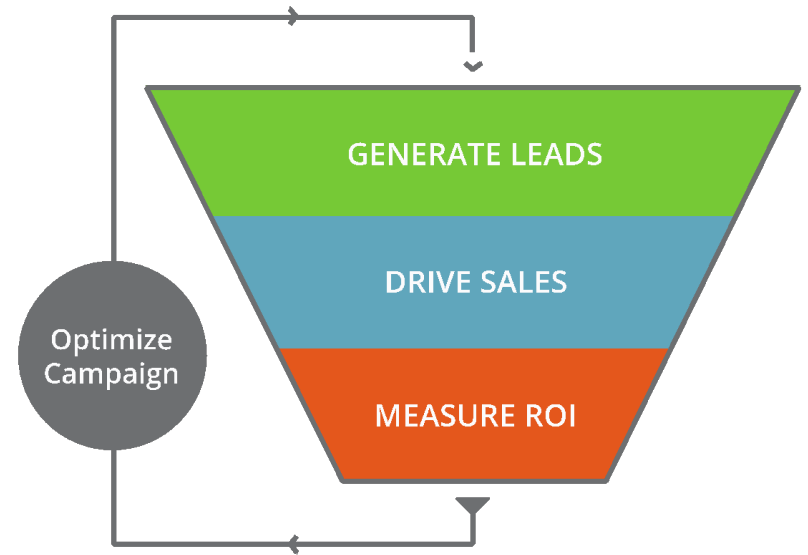 GENERATE LEADS
DRIVE SALES
Optimize
Campaign
MEASURE ROI